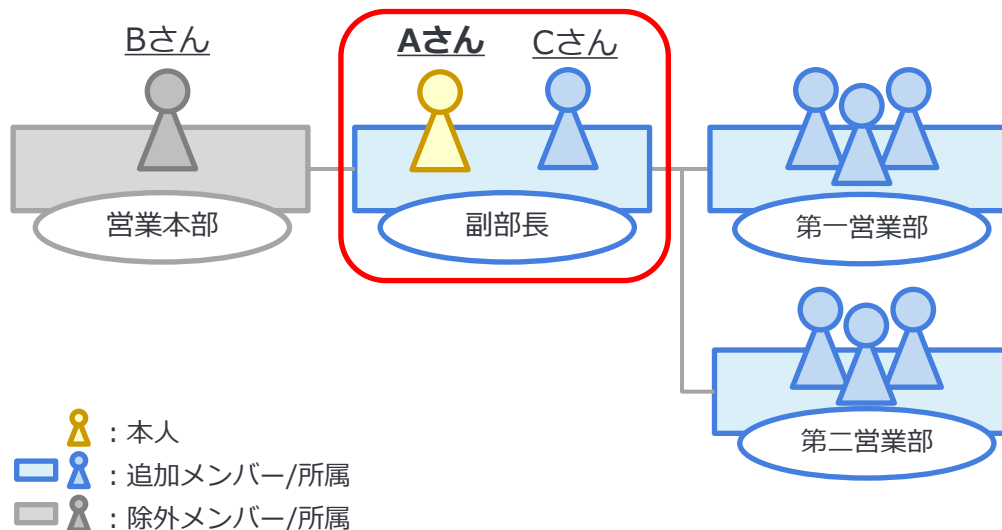 Bさん
Aさん
Cさん
営業本部
副部長
第一営業部
第二営業部
：本人
：追加メンバー/所属
：除外メンバー/所属